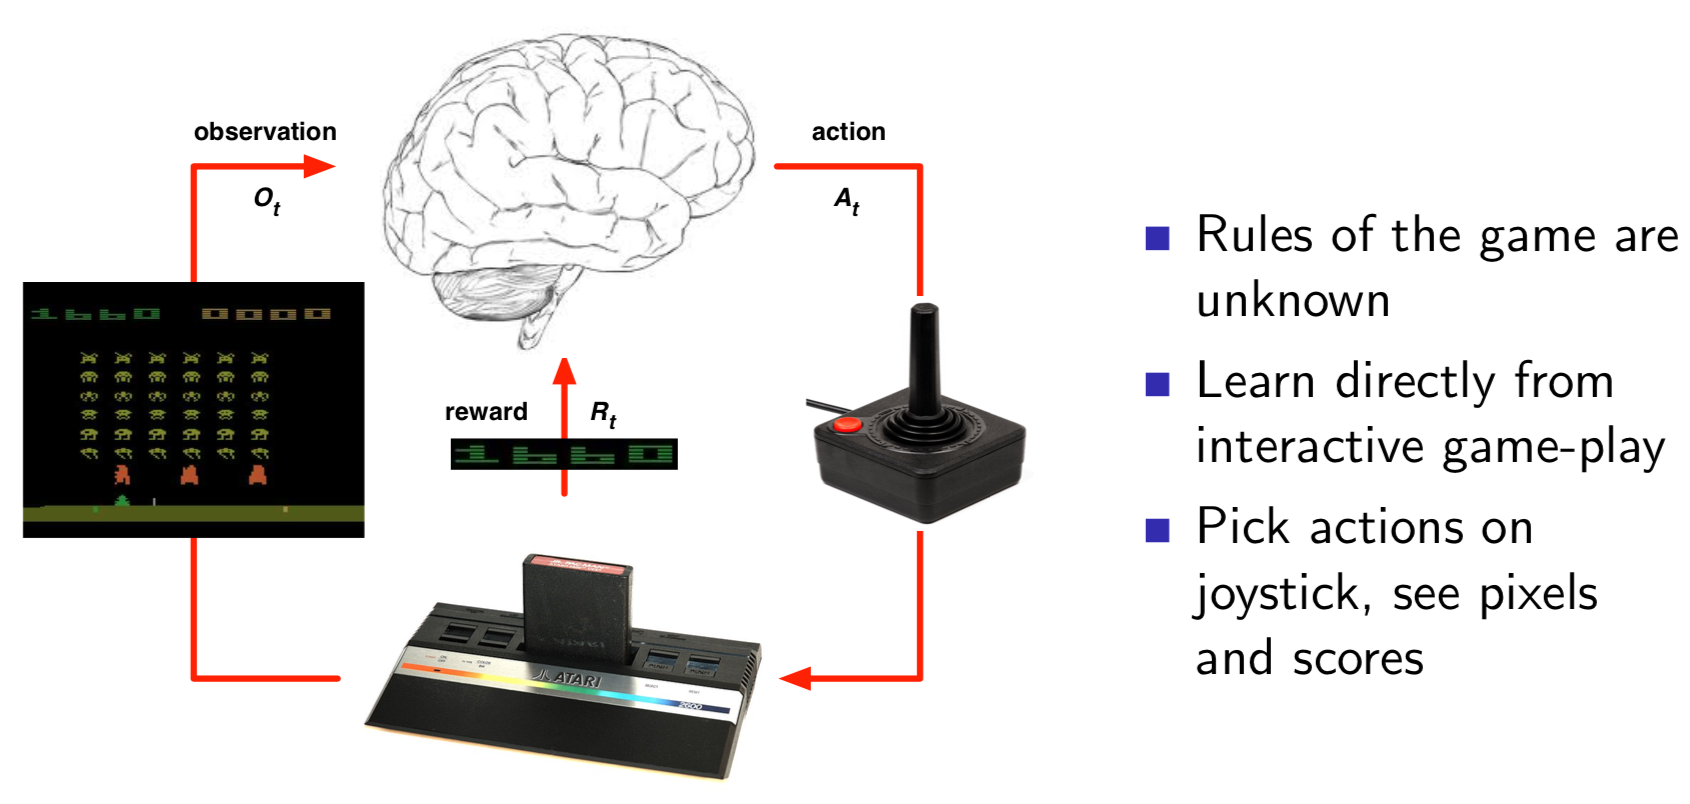 observation
O_t
action
A_t
1660 0000
reward
R_t
1660
ATARI
2600
Rules of the game are
unknown
Learn directly from
interactive game-play
Pick actions on
joystick, see pixels
and scores